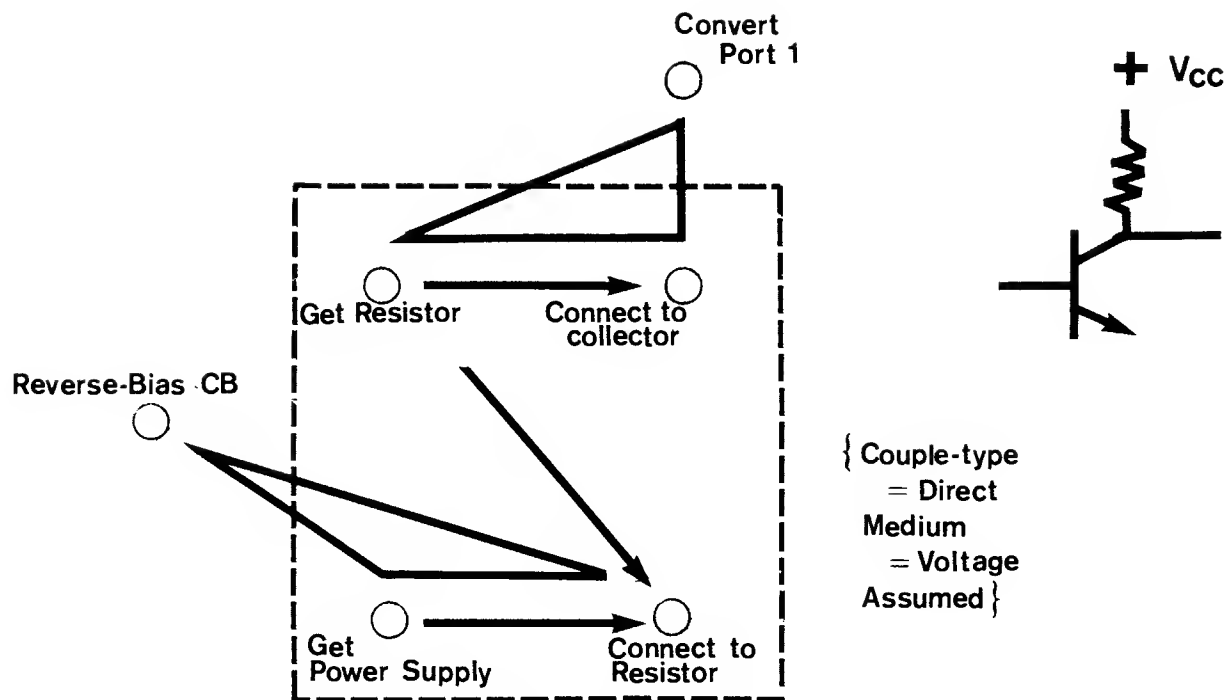 Convert
Port 1
+ VCC
Get Resistor
Connect to
collector
Reverse-Bias CB
{ Couple-type
= Direct
Medium
= Voltage
Assumed }
Get
Power Supply
Connect to
Resistor